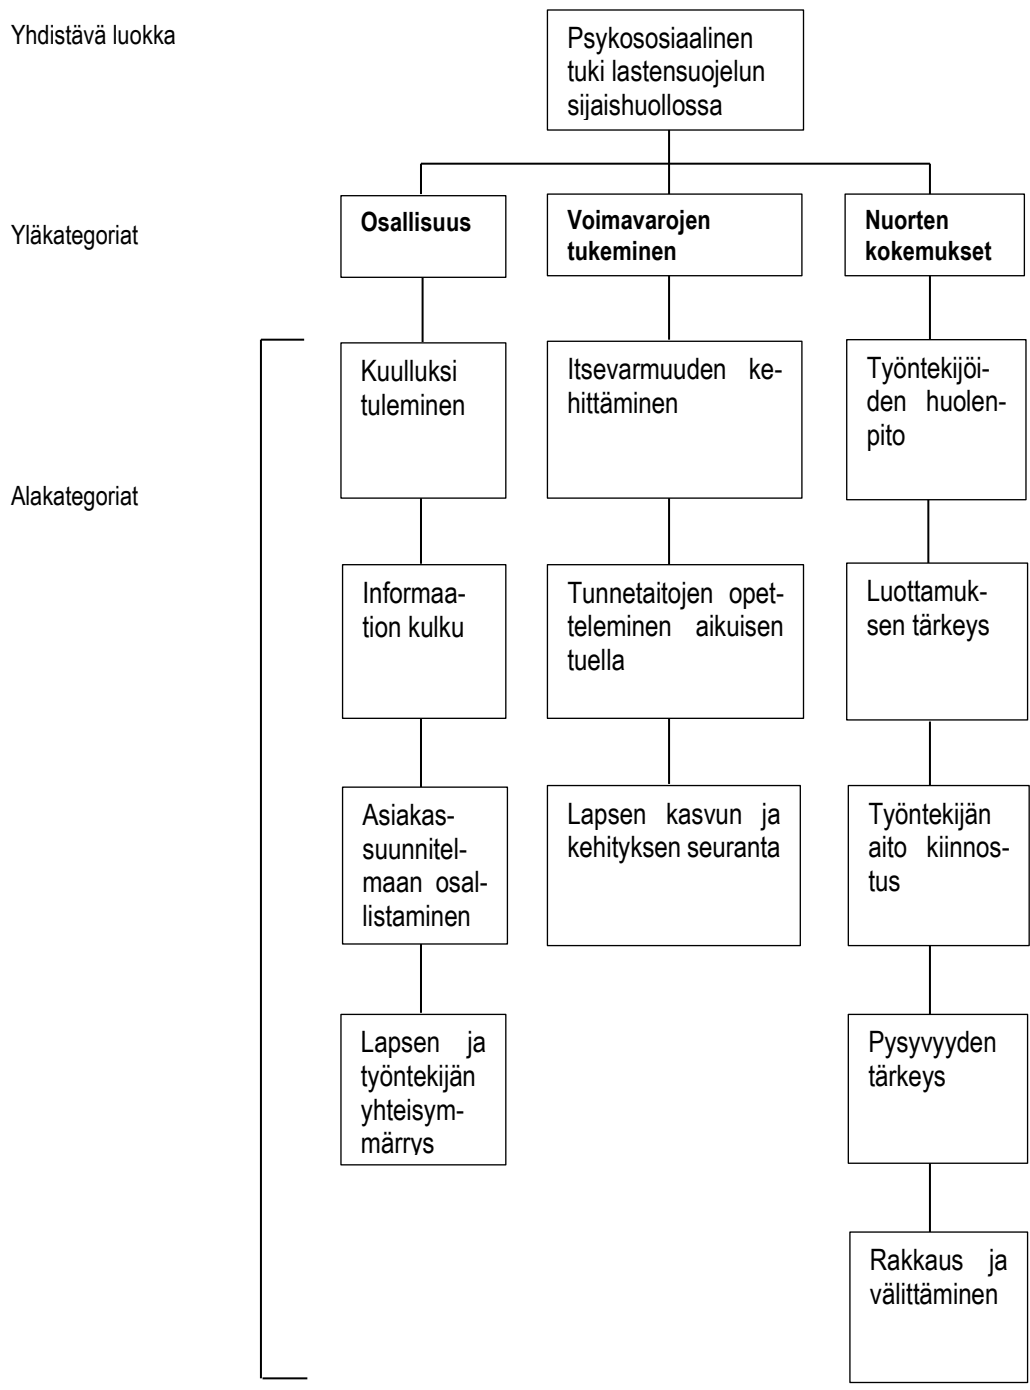 Yhdistävä luokka
Psykososiaalinen
tuki lastensuojelun
sijaishuollossa
Yläkategoriat
Osallisuus
Voimavarojen
tukeminen
Nuorten
kokemukset
Alakategoriat
Kuulluksi
tuleminen
Informaa-
tion kulku
Asiakas-
suunnitel-
maan osal-
listaminen
Lapsen ja
työntekijän
yhteisym-
märrys
Itsevarmuuden ke-
hittäminen
Tunnetaitojen opet-
teleminen aikuisen
tuella
Lapsen kasvun ja
kehityksen seuranta
Työntekijöi-
den huolen-
pito
Luottamuk-
sen tärkeys
Työntekijän
aito kiinnos-
tus
Pysyvyyden
tärkeys
Rakkaus ja
välittäminen